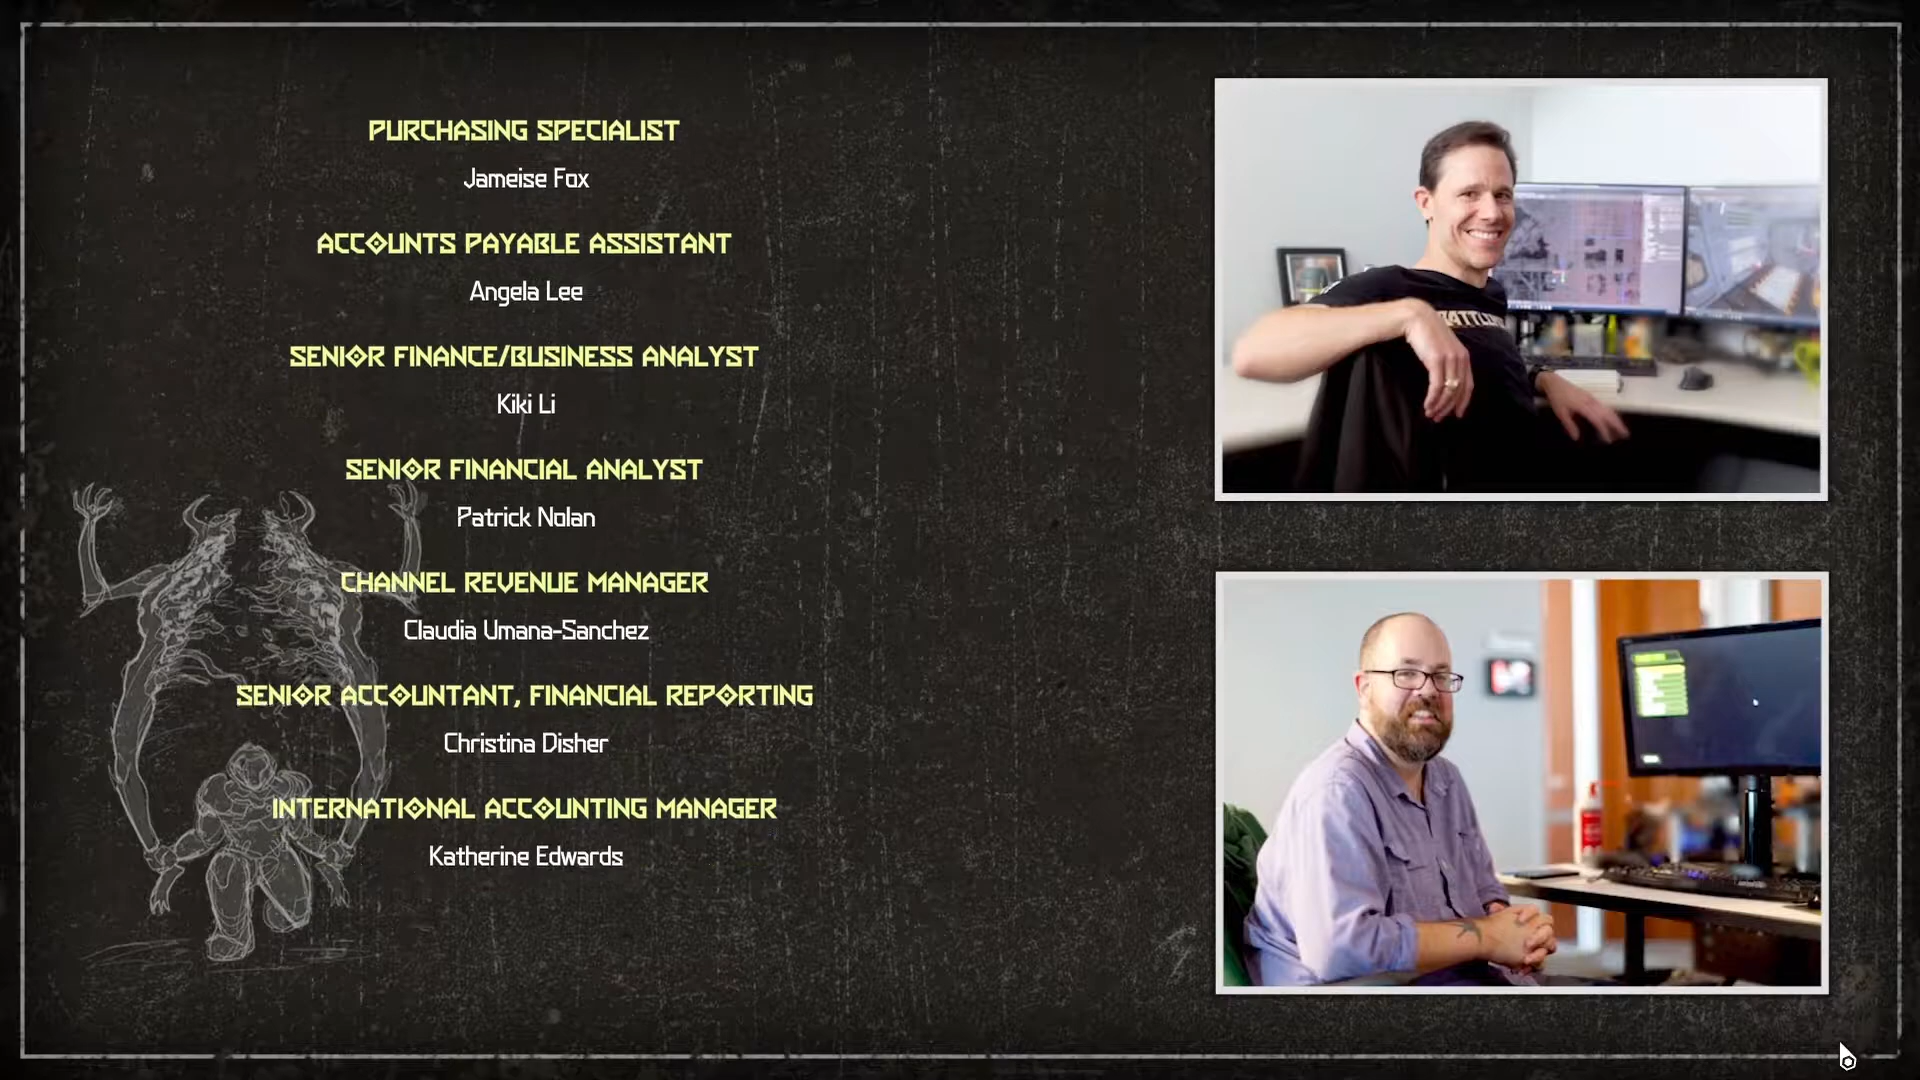 PURCHASING SPECIALIST
Jameise Fox
ACCOUNTS PAYABLE ASSISTANT
Angela Lee
SENIOR FINANCE/BUSINESS ANALYST
Kiki Li
SENIOR FINANCIAL ANALYST
Patrick Nolan
CHANNEL REVENUE MANAGER
Claudia Umana-Sanchez
SENIOR ACCOUNTANT, FINANCIAL REPORTING
Christina Disher
INTERNATIONAL ACCOUNTING MANAGER
Katherine Edwards